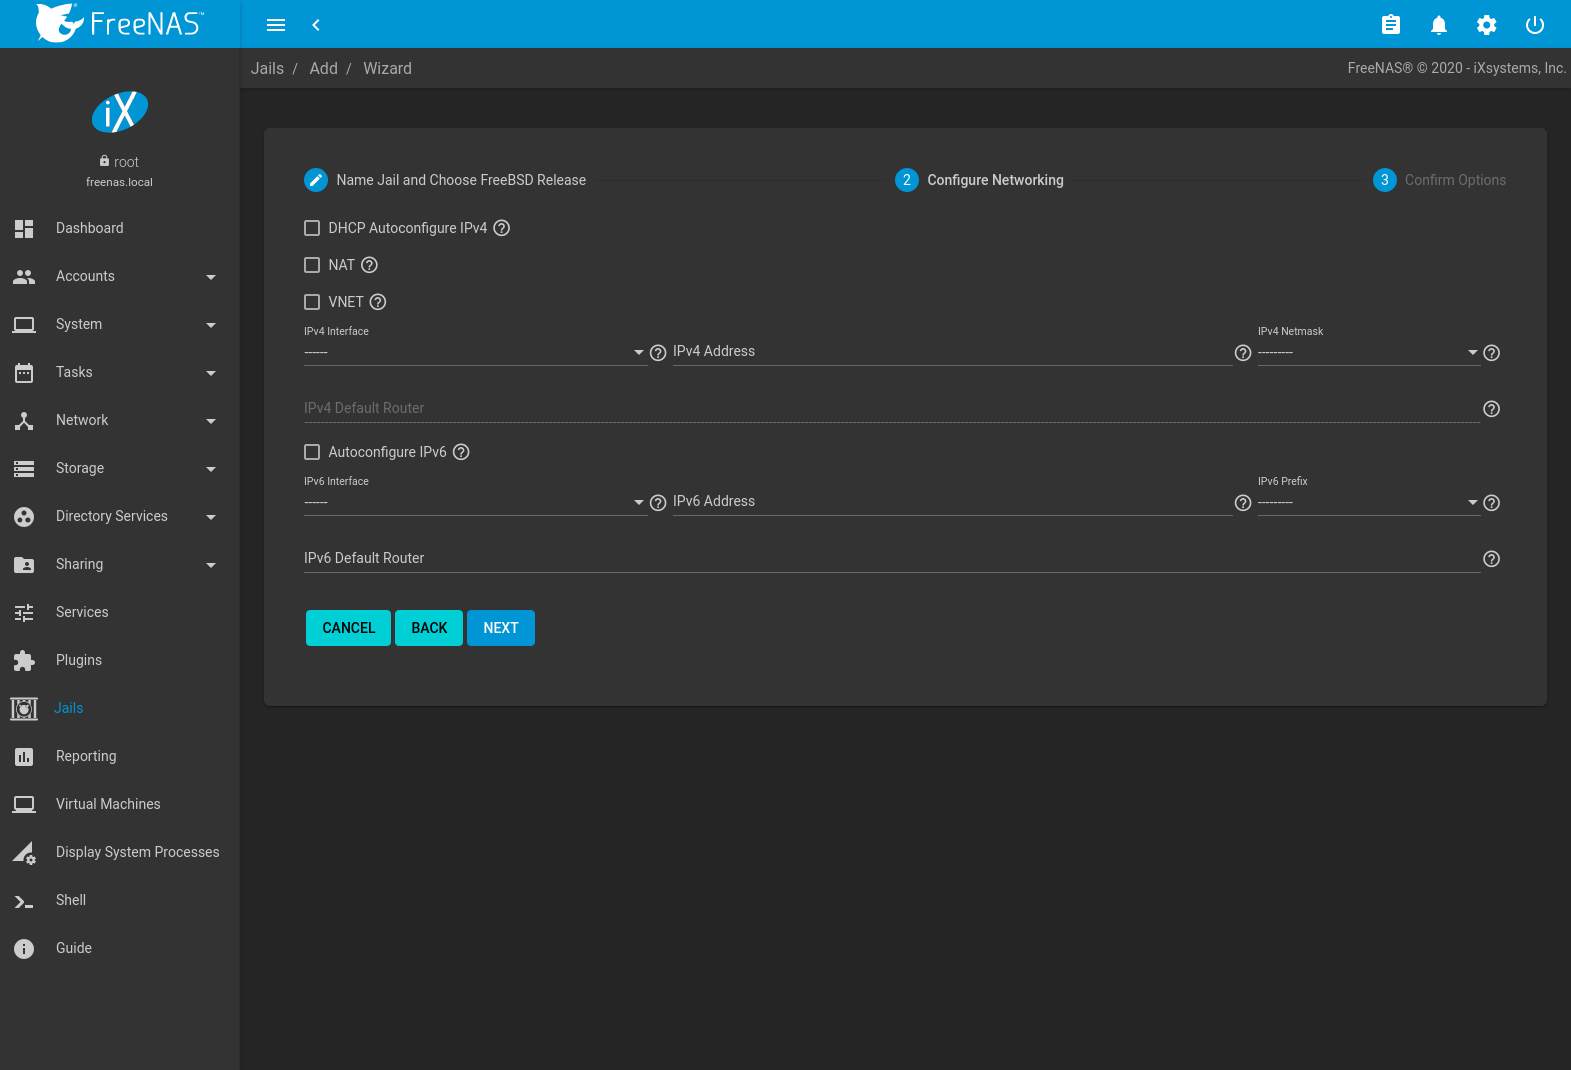 FreeNAS™
Jails / Add / Wizard
FreeNAS® © 2020 - iXsystems, Inc.
iX
root
freenas.local
Dashboard
Accounts
System
Tasks
Network
Storage
Directory Services
Sharing
Services
Plugins
Jails
Reporting
Virtual Machines
Display System Processes
Shell
Guide
Name Jail and Choose FreeBSD Release
2 Configure Networking
3 Confirm Options
DHCP Autoconfigure IPv4 ?
NAT ?
VNET ?
IPv4 Interface
------ ?
IPv4 Address ?
IPv4 Netmask
--------- ?
IPv4 Default Router ?
Autoconfigure IPv6 ?
IPv6 Interface
------ ?
IPv6 Address ?
IPv6 Prefix
--------- ?
IPv6 Default Router ?
CANCEL BACK NEXT